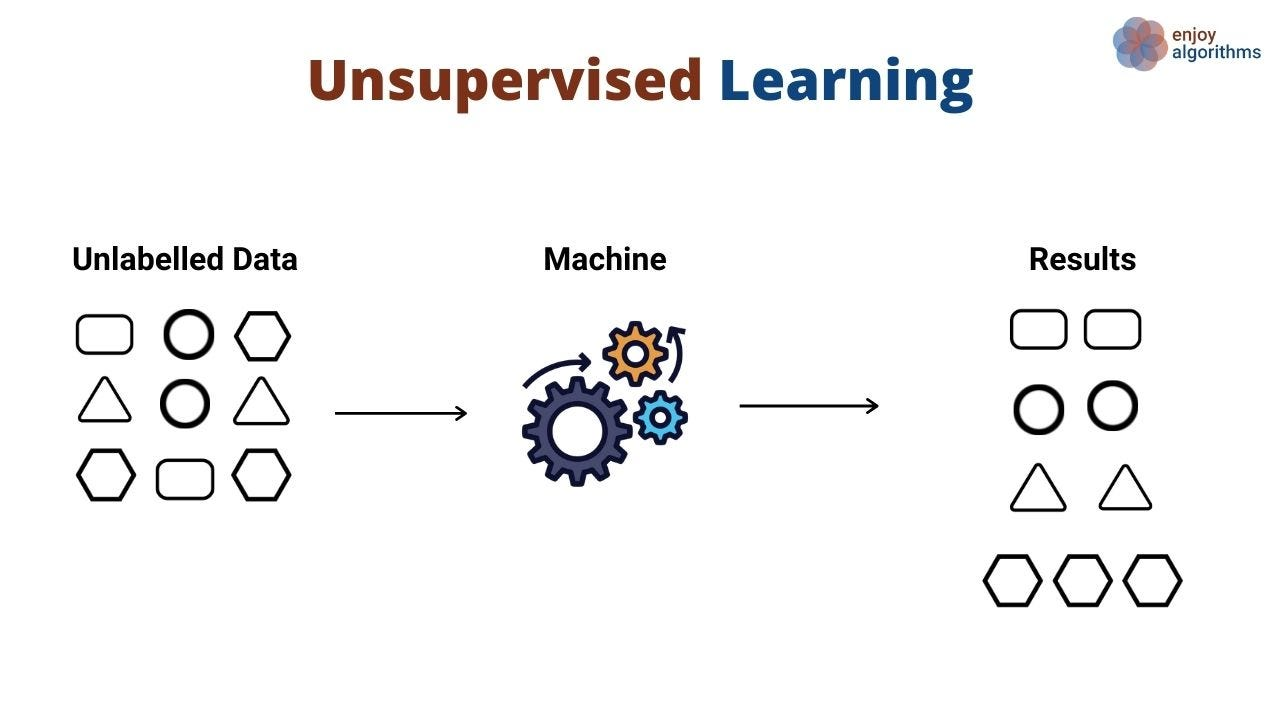 enjoy
algorithms
Unsupervised Learning
Unlabelled Data
Machine
Results